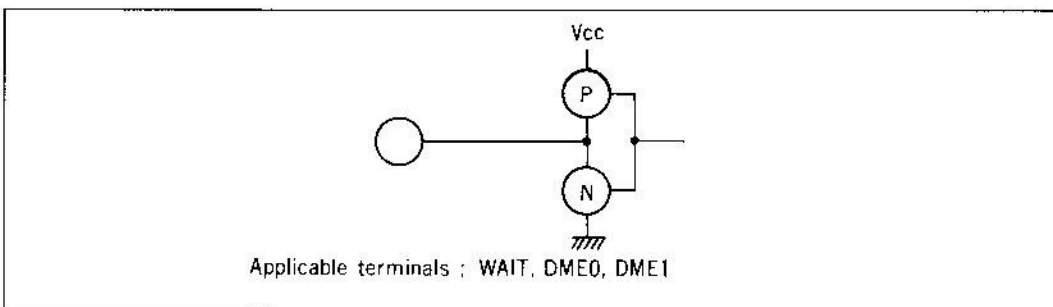 Vcc
P
N
Applicable terminals ; WAIT, DME0, DME1